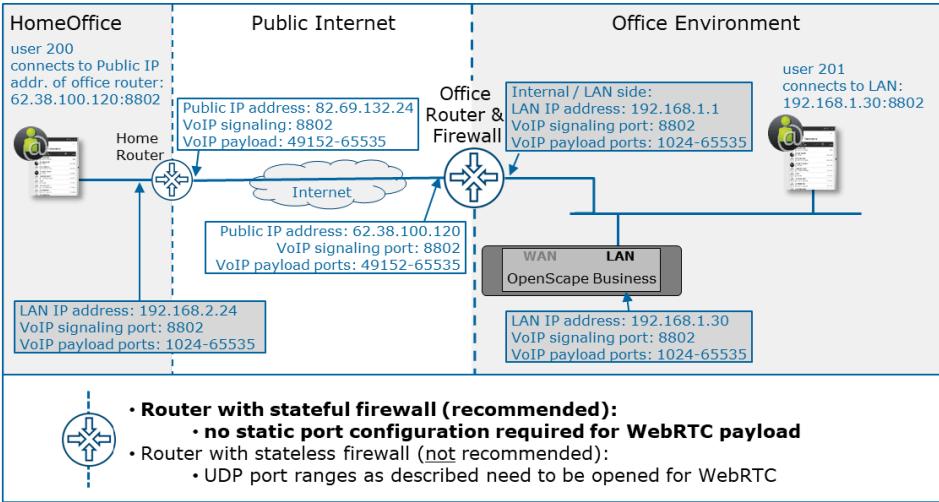 HomeOffice
user 200
connects to Public IP
addr. of office router:
62.38.100.120:8802
Home
Router
LAN IP address: 192.168.2.24
VoIP signaling port: 8802
VoIP payload ports: 1024-65535
Public Internet
Public IP address: 82.69.132.24
VoIP signaling: 8802
VoIP payload: 49152-65535
Internet
Public IP address: 62.38.100.120
VoIP signaling port: 8802
VoIP payload ports: 49152-65535
Office
Router &
Firewall
Office Environment
Internal / LAN side:
LAN IP address: 192.168.1.1
VoIP signaling port: 8802
VoIP payload ports: 1024-65535
user 201
connects to LAN:
192.168.1.30:8802
WAN LAN
OpenScape Business
LAN IP address: 192.168.1.30
VoIP signaling port: 8802
VoIP payload ports: 1024-65535
• Router with stateful firewall (recommended):
• no static port configuration required for WebRTC payload
• Router with stateless firewall (not recommended):
• UDP port ranges as described need to be opened for WebRTC